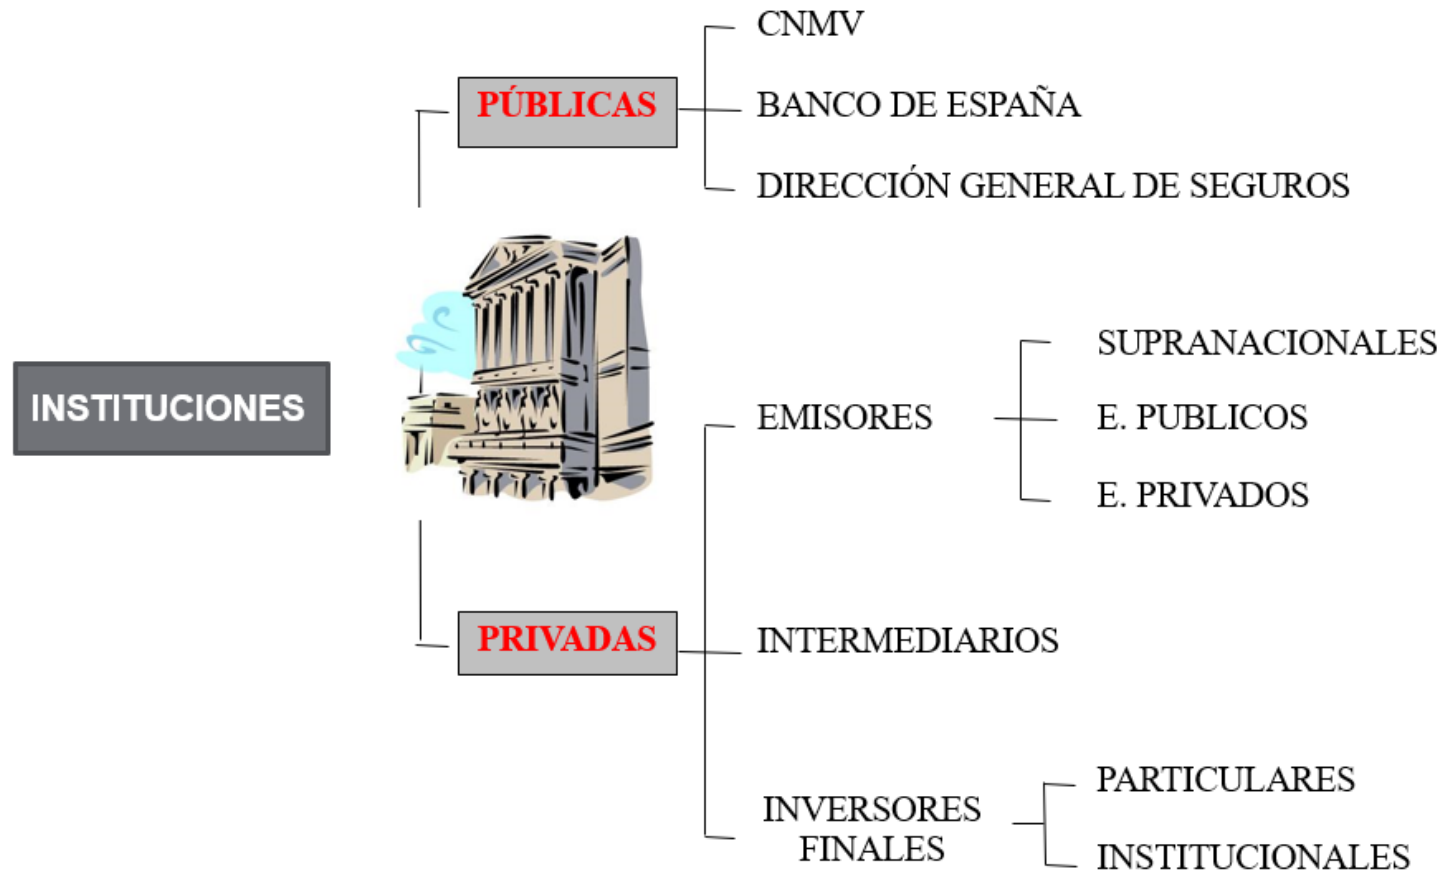 INSTITUCIONES
PÚBLICAS
CNMV
BANCO DE ESPAÑA
DIRECCIÓN GENERAL DE SEGUROS
PRIVADAS
EMISORES
SUPRANACIONALES
E. PUBLICOS
E. PRIVADOS
INTERMEDIARIOS
INVERSORES
FINALES
PARTICULARES
INSTITUCIONALES